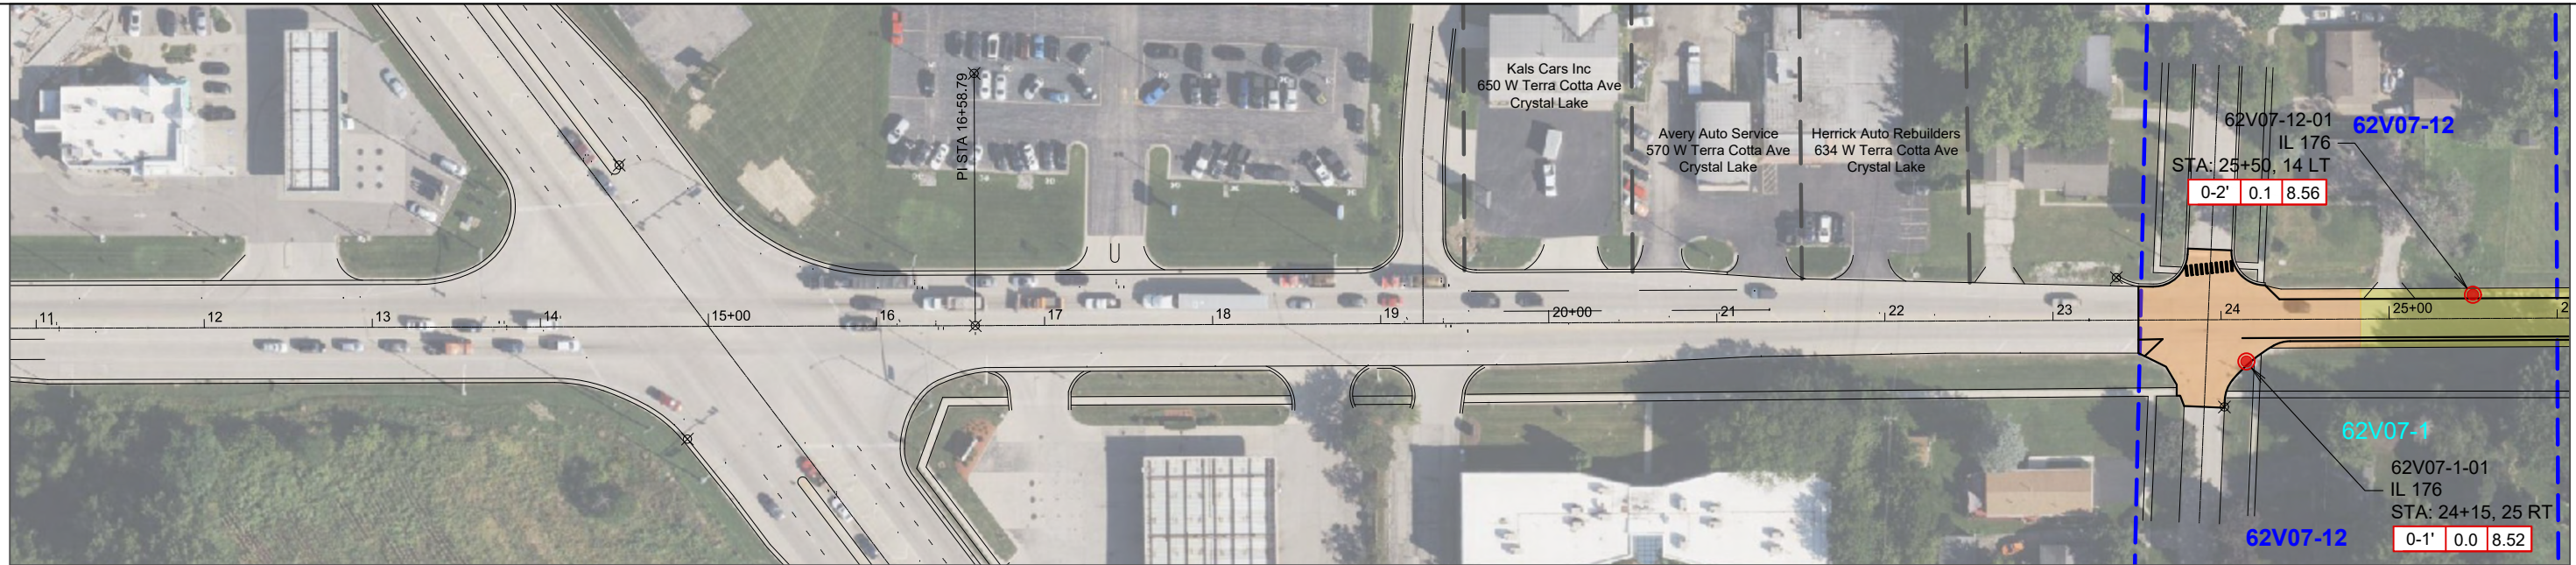 PI STA 16+58.79
Kals Cars Inc
650 W Terra Cotta Ave
Crystal Lake
Avery Auto Service
570 W Terra Cotta Ave
Crystal Lake
Herrick Auto Rebuilders
634 W Terra Cotta Ave
Crystal Lake
62V07-12-01
IL 176
STA: 25+50, 14 LT
0-2' 0.1 8.56
62V07-12
11 12 13 14 15+00 16 17 18 19 20+00 21 22 23 24 25+00 2
62V07-1
62V07-1-01
IL 176
STA: 24+15, 25 RT
0-1' 0.0 8.52
62V07-12